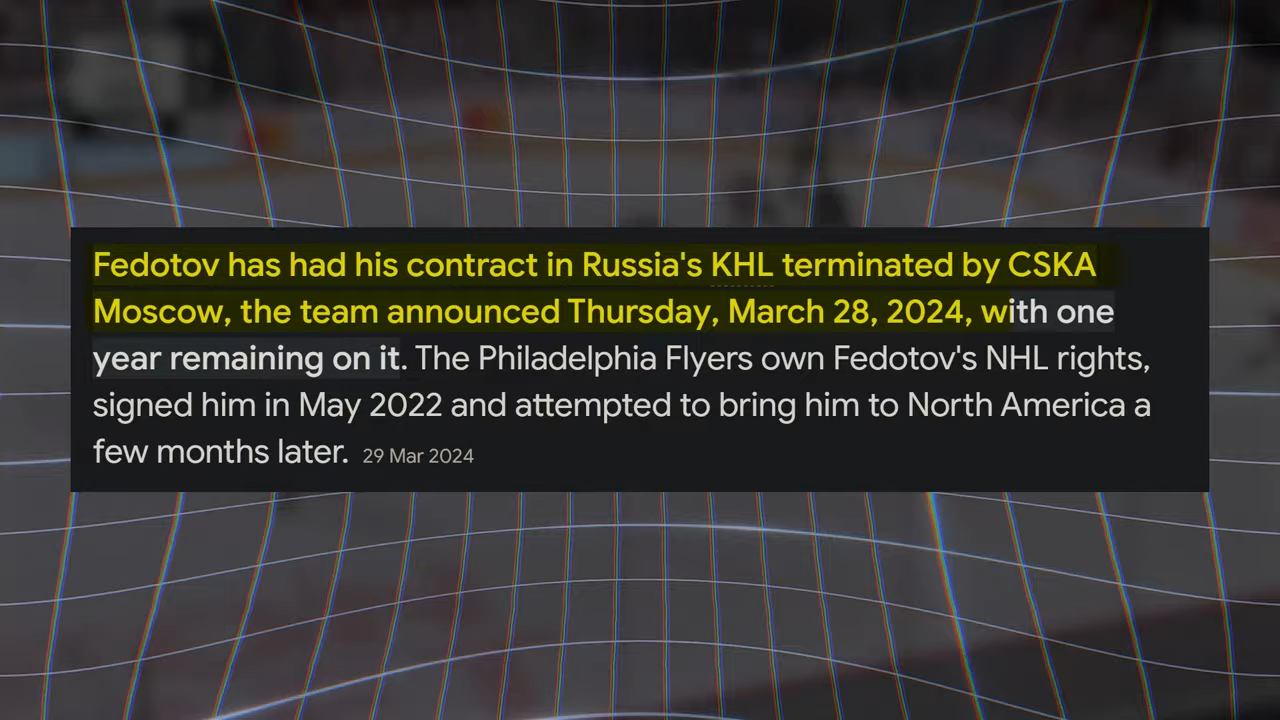 Fedotov has had his contract in Russia's KHL terminated by CSKA
Moscow, the team announced Thursday, March 28, 2024, with one
year remaining on it. The Philadelphia Flyers own Fedotov's NHL rights,
signed him in May 2022 and attempted to bring him to North America a
few months later. 29 Mar 2024